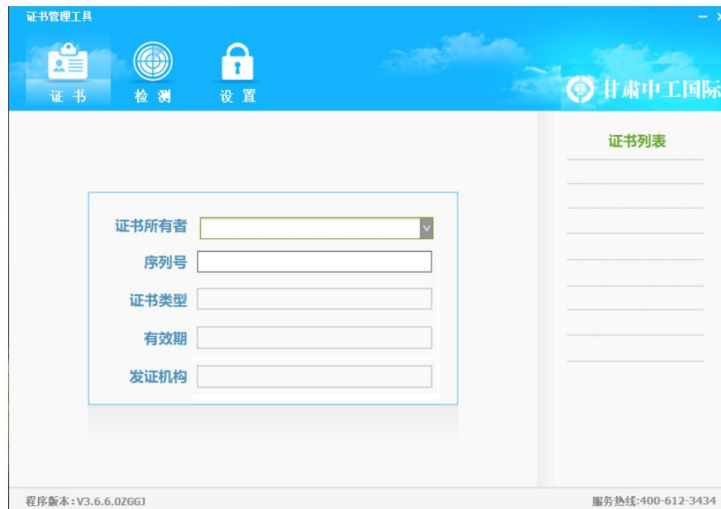 证书管理工具
证书 检测 设置
甘肃中工国际
证书列表
证书所有者
序列号
证书类型
有效期
发证机构
程序版本:V3.6.6.0ZGGJ
服务热线:400-612-3434